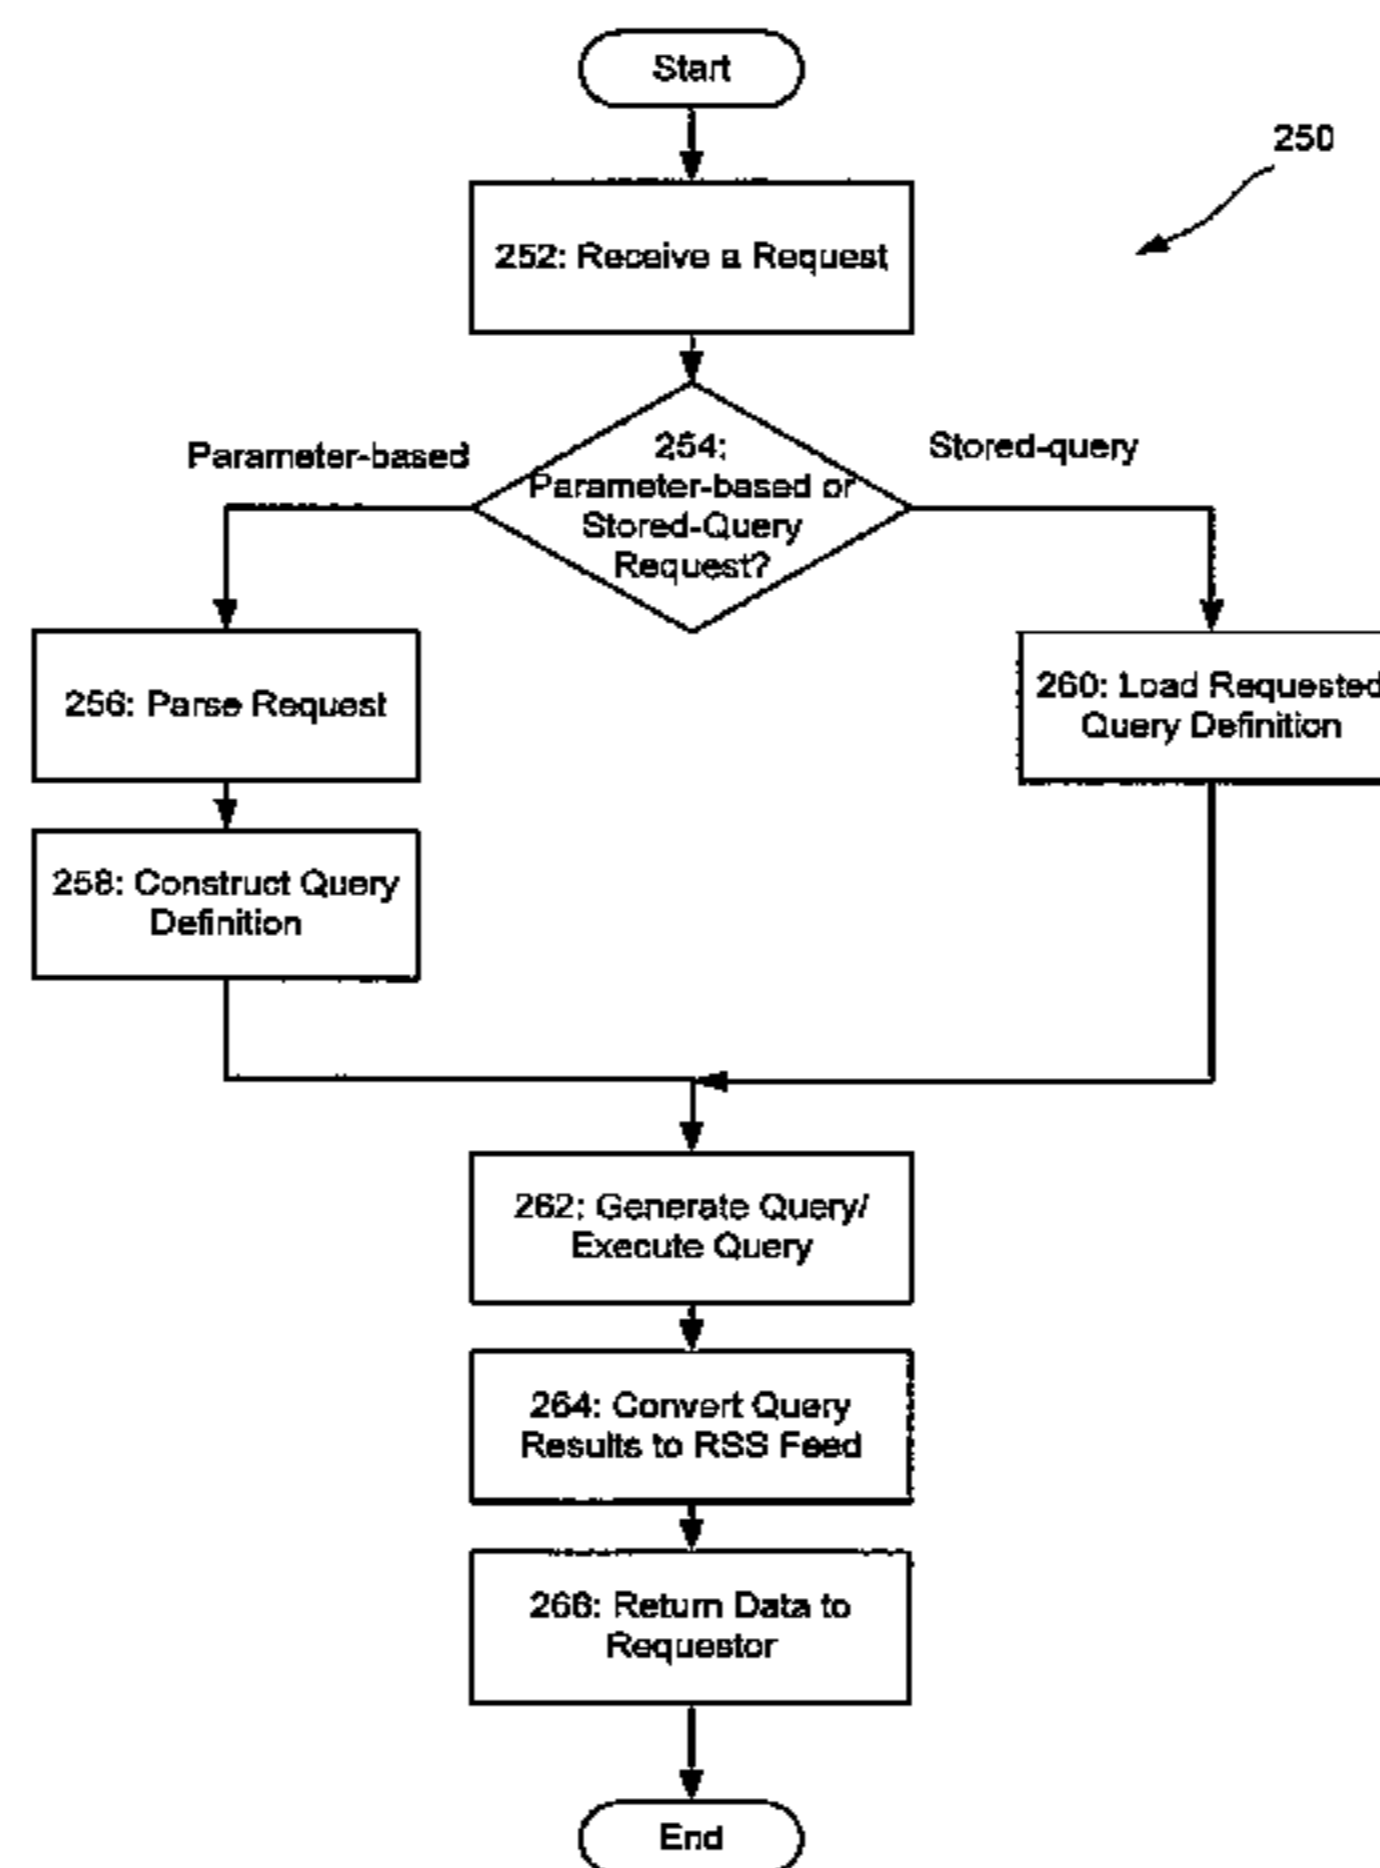 Start
250
252: Receive a Request
Parameter-based
254:
Parameter-based or
Stored-Query
Request?
Stored-query
256: Parse Request
260: Load Requested
Query Definition
258: Construct Query
Definition
262: Generate Query/
Execute Query
264: Convert Query
Results to RSS Feed
266: Return Data to
Requestor
End